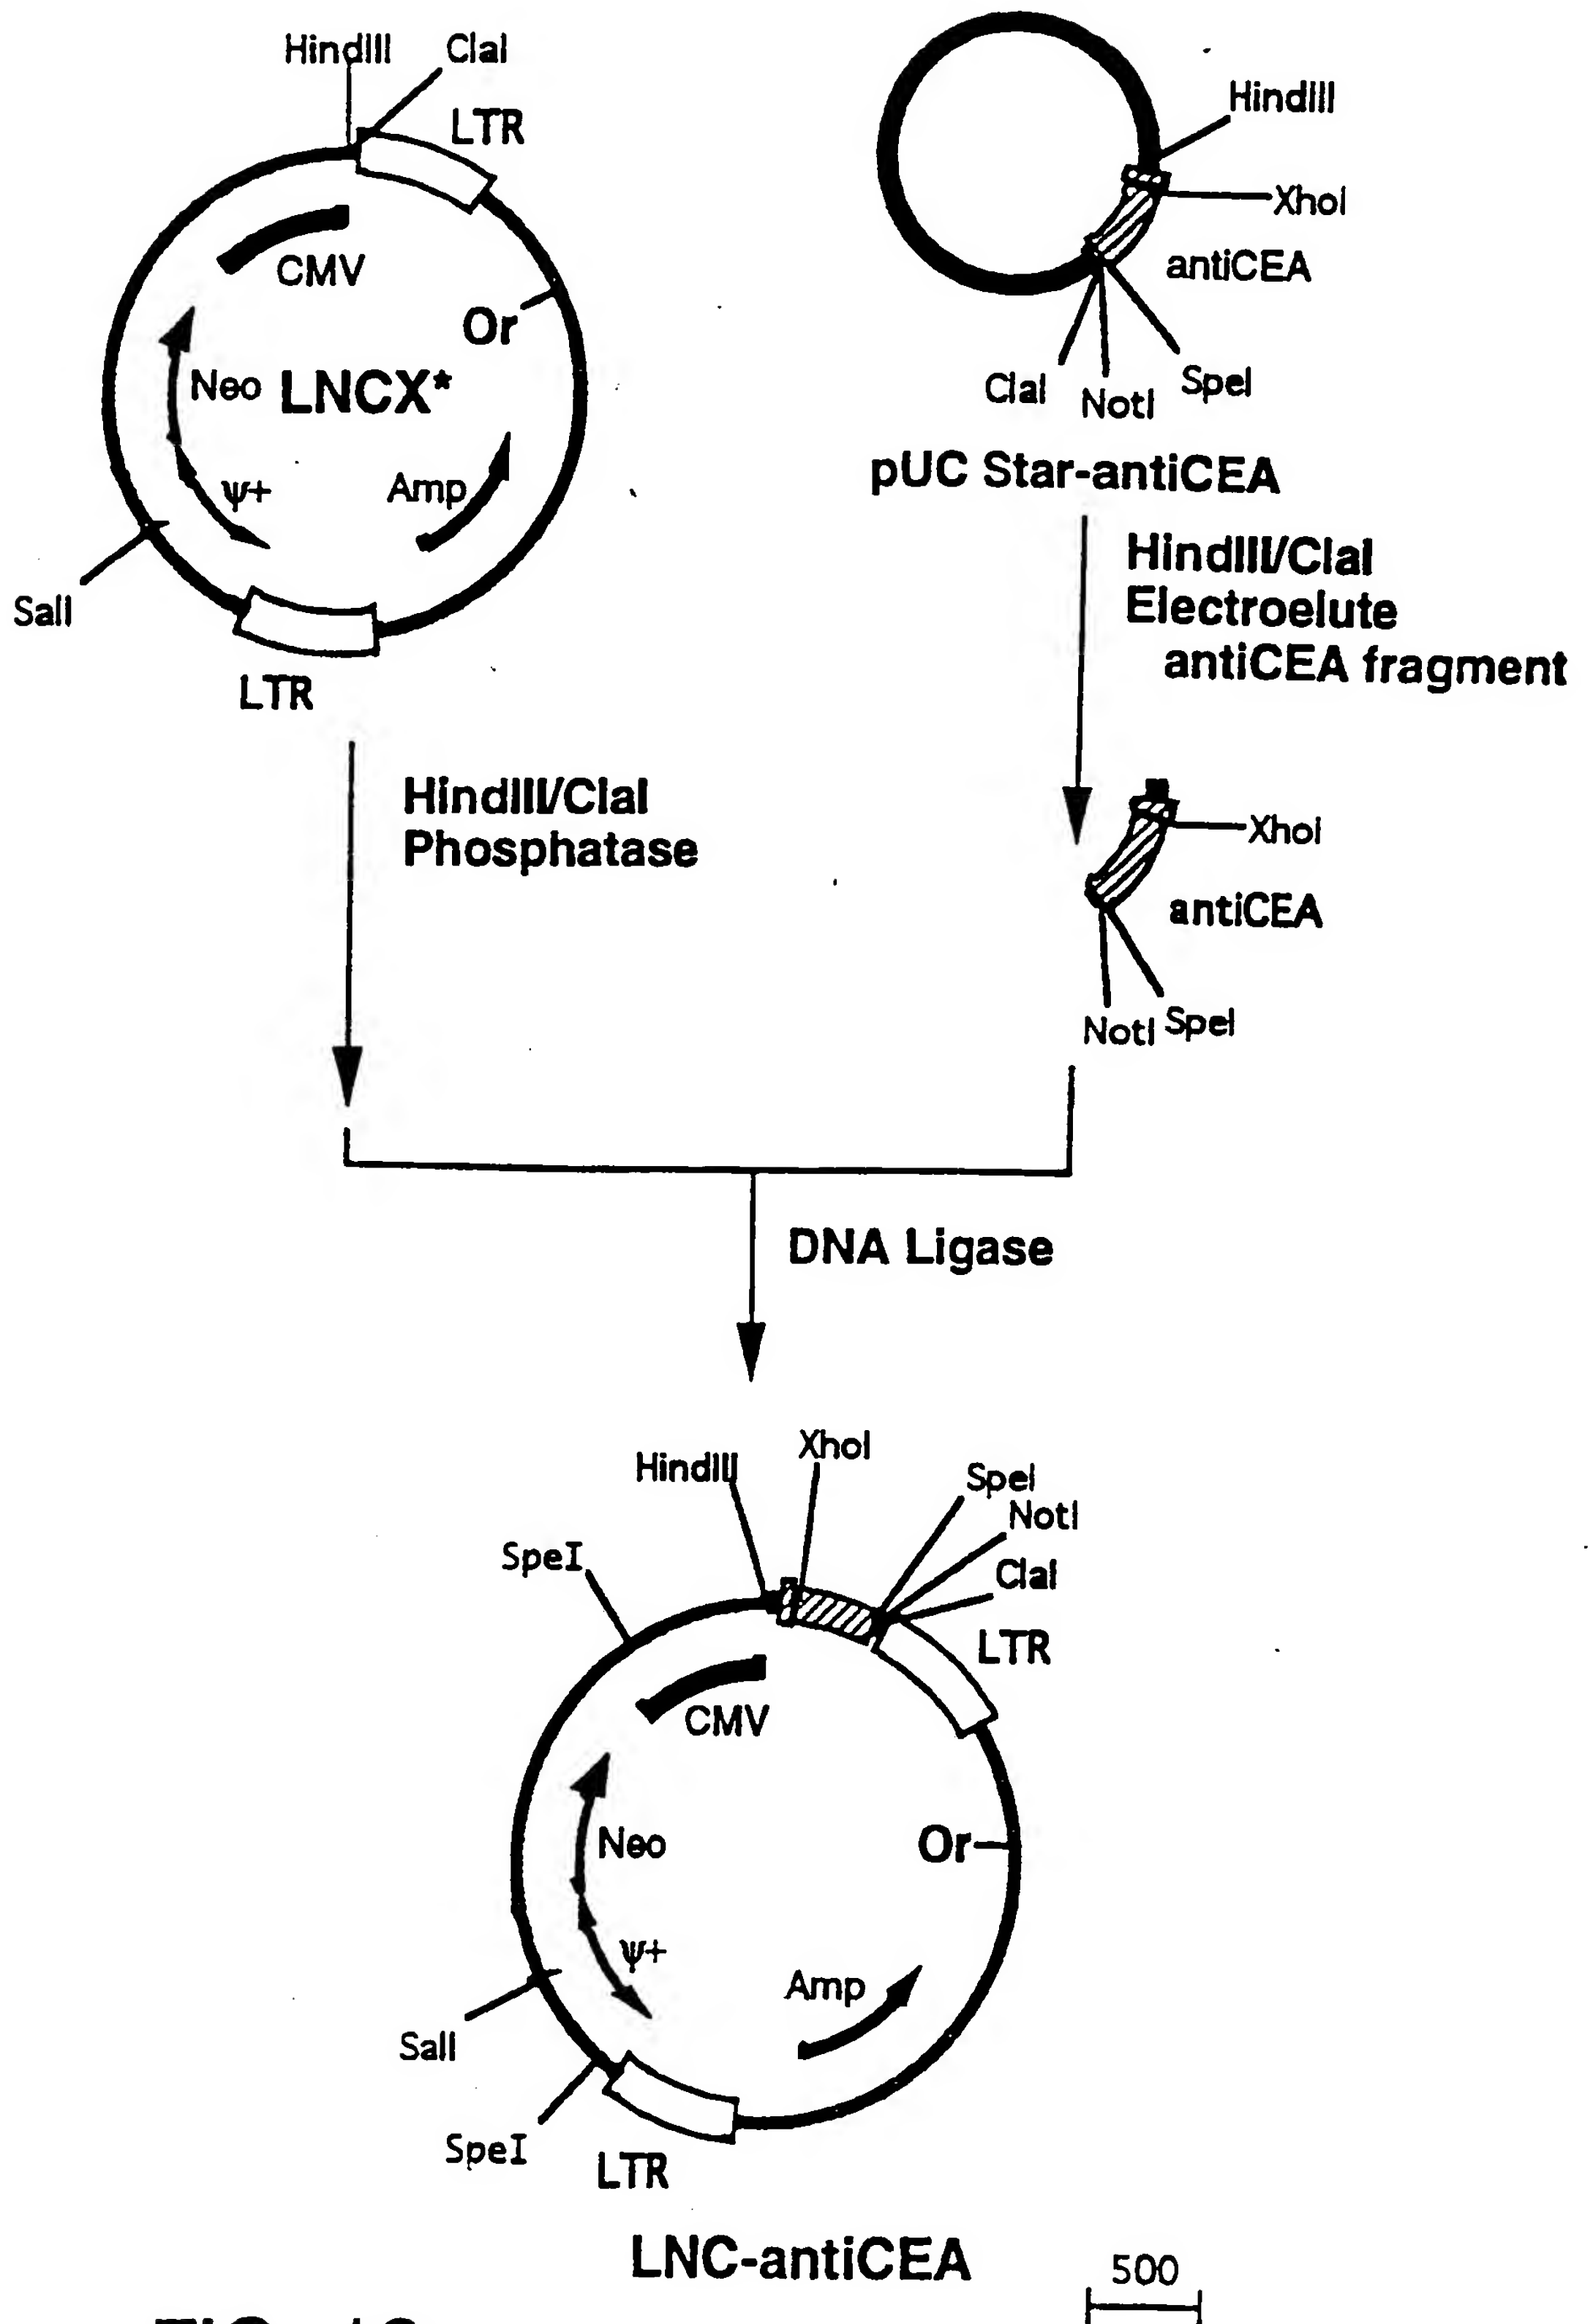 HindIII
ClaI
LTR
CMV
Or
Neo
LNCX*
ψ+
Amp
SalI
LTR
HindIII
XhoI
antiCEA
ClaI
NotI
SpeI
pUC Star-antiCEA
HindIII/ClaI
Electroelute
antiCEA fragment
HindIII/ClaI
Phosphatase
XhoI
antiCEA
NotI
SpeI
DNA Ligase
HindIII
XhoI
SpeI
NotI
ClaI
SpeI
LTR
CMV
Neo
Or
ψ+
Amp
SalI
SpeI
LTR
LNC-antiCEA
500